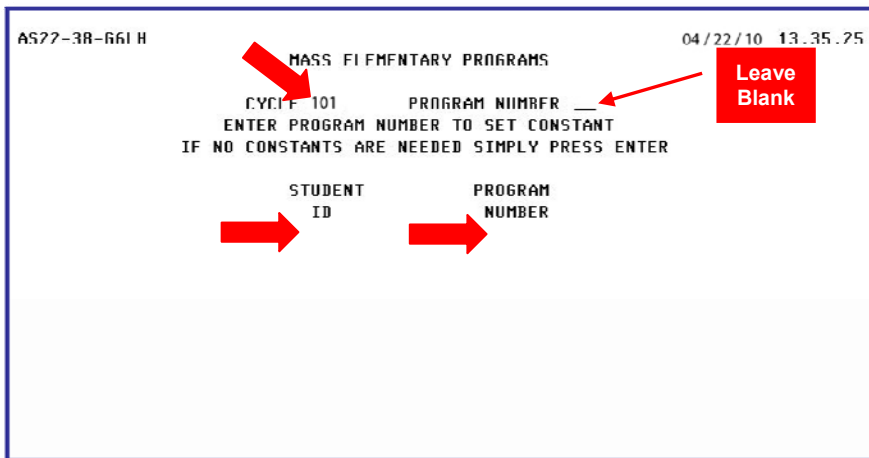 AS22-38-G6LH 04/22/10 13.35.25
MASS ELEMENTARY PROGRAMS
Leave
Blank
CYCLE 101 PROGRAM NUMBER __
ENTER PROGRAM NUMBER TO SET CONSTANT
IF NO CONSTANTS ARE NEEDED SIMPLY PRESS ENTER
STUDENT PROGRAM
ID NUMBER